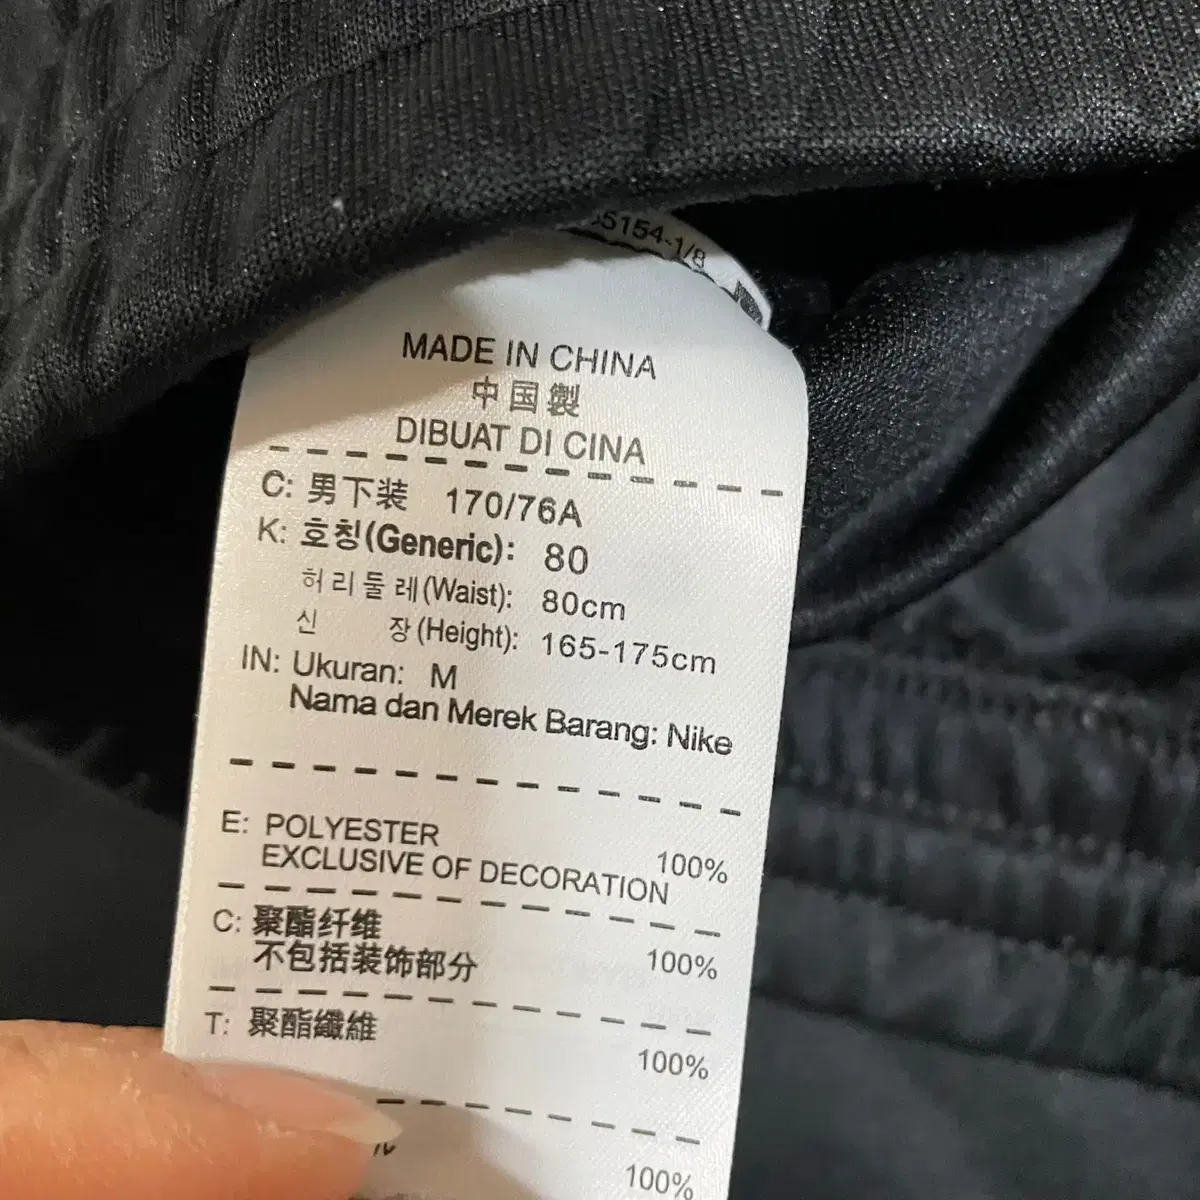 5154-1/8
MADE IN CHINA
中国製
DIBUAT DI CINA
C: 男下装 170/76A
K: 호칭(Generic): 80
허리둘레(Waist): 80cm
신 장(Height): 165-175cm
IN: Ukuran: M
Nama dan Merek Barang: Nike
E: POLYESTER 100%
EXCLUSIVE OF DECORATION
C: 聚酯纤维 100%
不包括装饰部分
T: 聚酯纖維 100%
100%